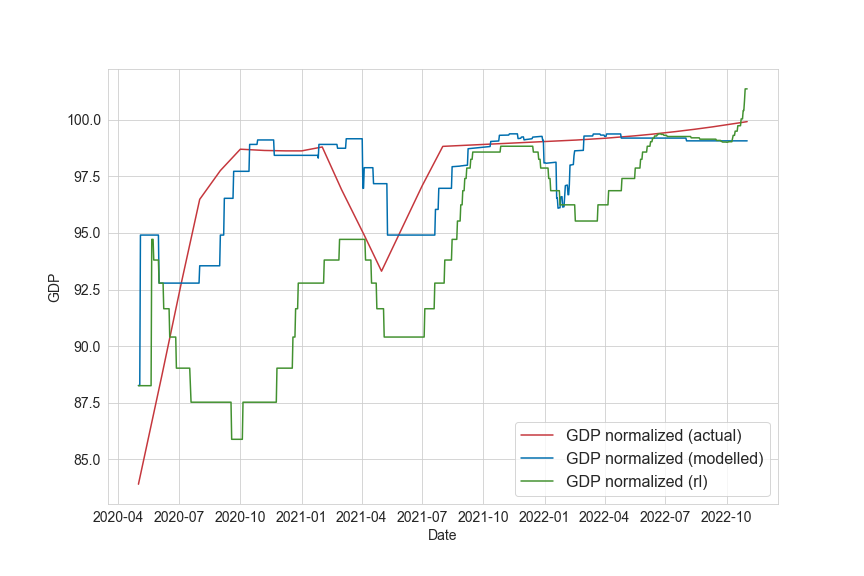 GDP
100.0
97.5
95.0
92.5
90.0
87.5
85.0
GDP normalized (actual)
GDP normalized (modelled)
GDP normalized (rl)
2020-04 2020-07 2020-10 2021-01 2021-04 2021-07 2021-10 2022-01 2022-04 2022-07 2022-10
Date